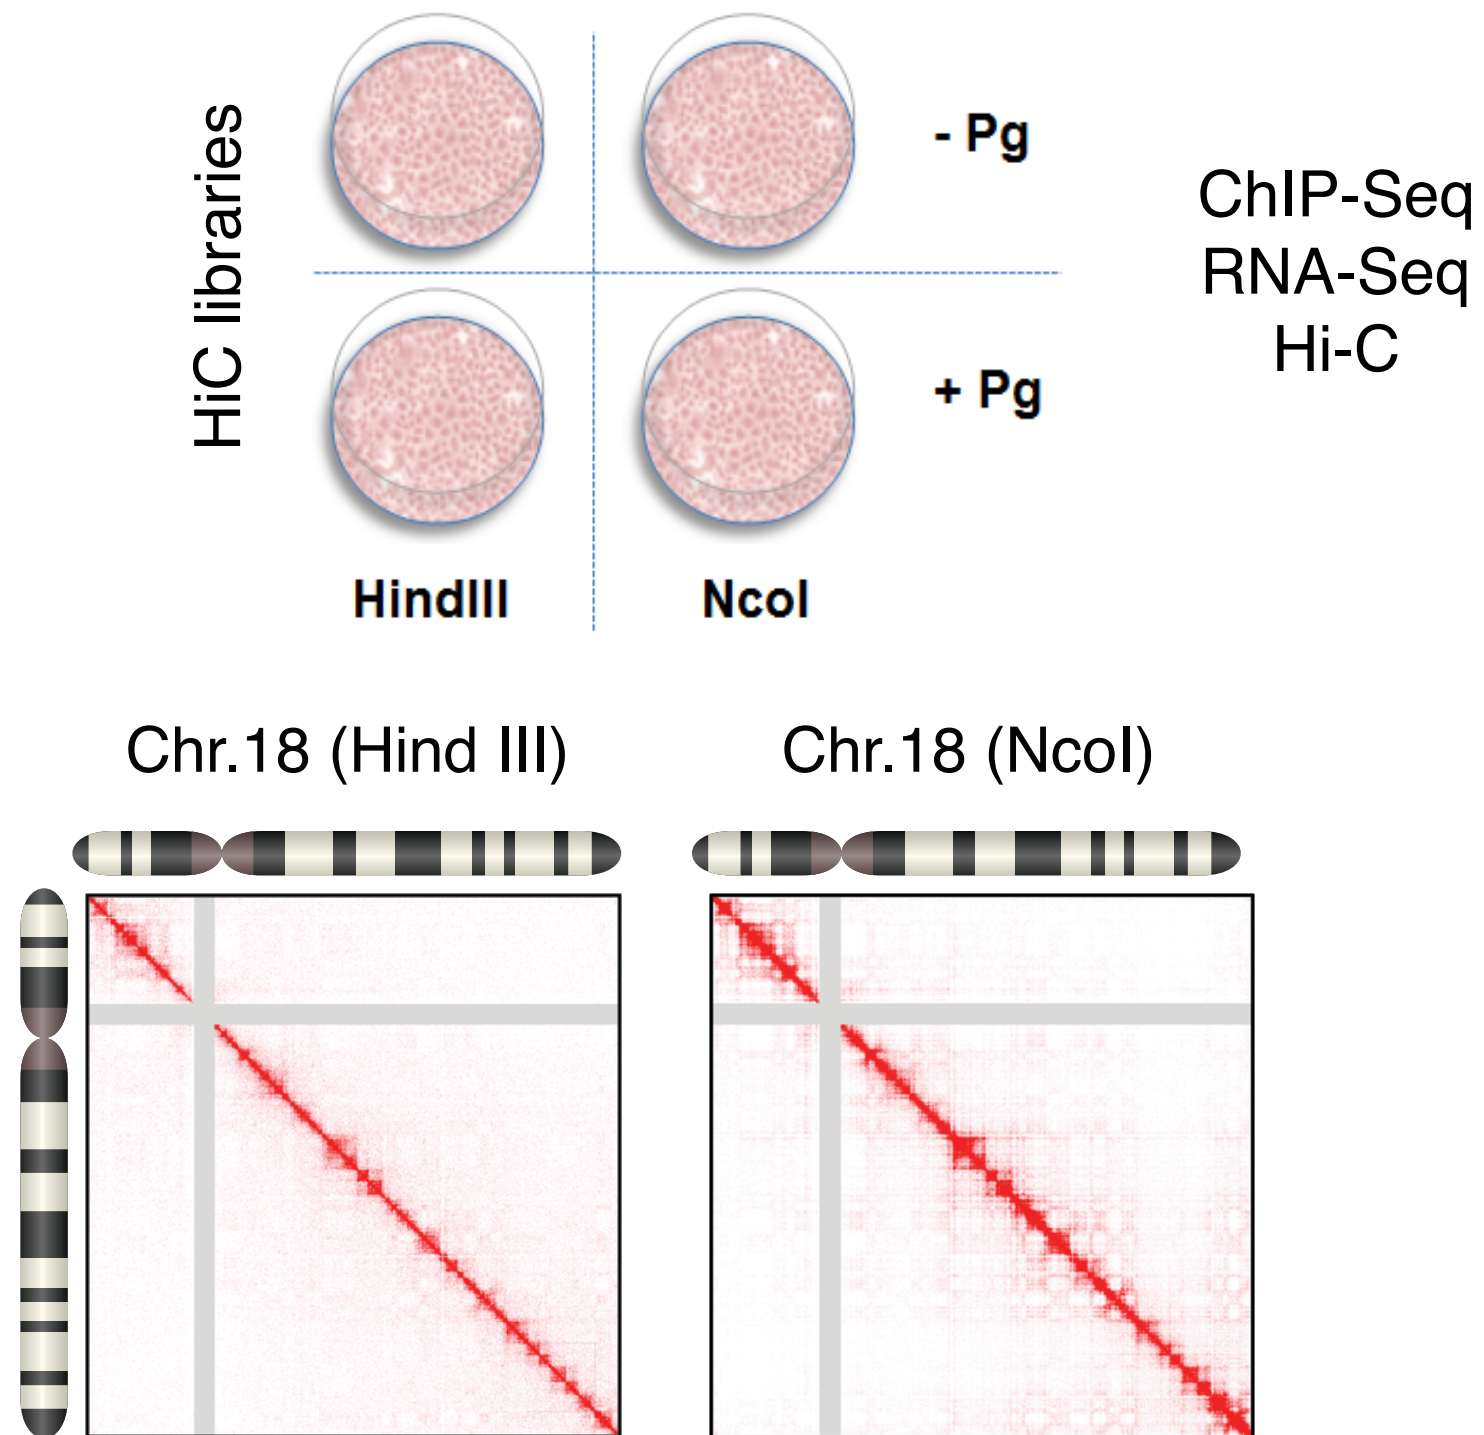 HiC libraries
- Pg
+ Pg
HindIII
NcoI
ChIP-Seq
RNA-Seq
Hi-C
Chr.18 (Hind III)
Chr.18 (NcoI)